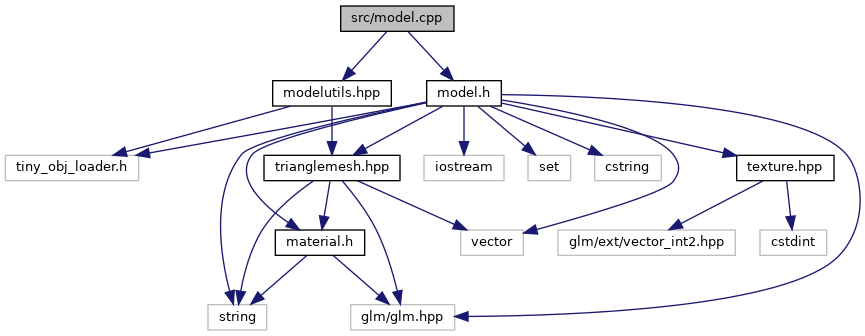 src/model.cpp
modelutils.hpp
model.h
tiny_obj_loader.h
trianglemesh.hpp
iostream
set
cstring
texture.hpp
material.h
vector
glm/ext/vector_int2.hpp
cstdint
string
glm/glm.hpp